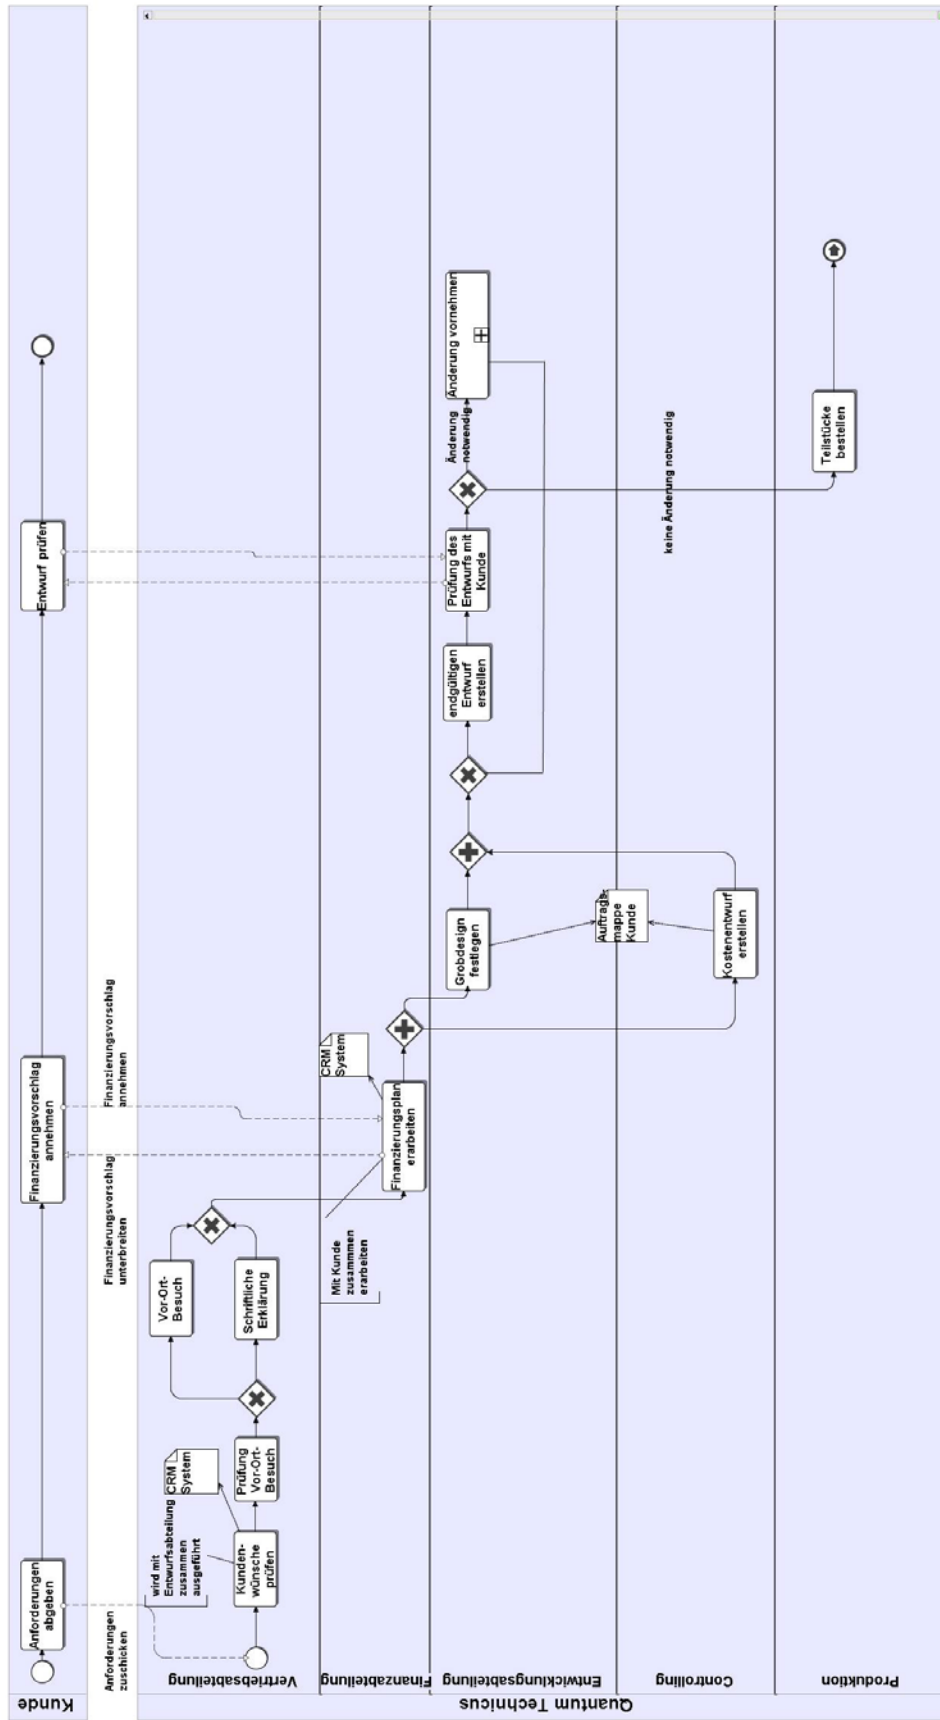 Kunde
Anforderungen
abgeben
Finanzierungsvorschlag
annehmen
Entwurf prüfen
Anforderungen
zuschicken
Finanzierungsvorschlag
unterbreiten
Finanzierungsvorschlag
annehmen
Quantum Technicus
Vertriebsabteilung
wird mit
Entwurfsabteilung
zusammen
ausgeführt
CRM
System
Kunden-
wünsche
prüfen
Prüfung
Vor-Ort-
Besuch
Vor-Ort-
Besuch
Schriftliche
Erklärung
Finanzabteilung
Mit Kunde
zusammmen
erarbeiten
CRM
System
Finanzierungsplan
erarbeiten
Entwicklungsabteilung
Grobdesign
festlegen
endgültigen
Entwurf
erstellen
Prüfung des
Entwurfs mit
Kunde
Änderung
notwendig
Änderung vornehmen
Auftrags-
mappe
Kunde
Controlling
Kostenentwurf
erstellen
keine Änderung notwendig
Produktion
Teilstücke
bestellen